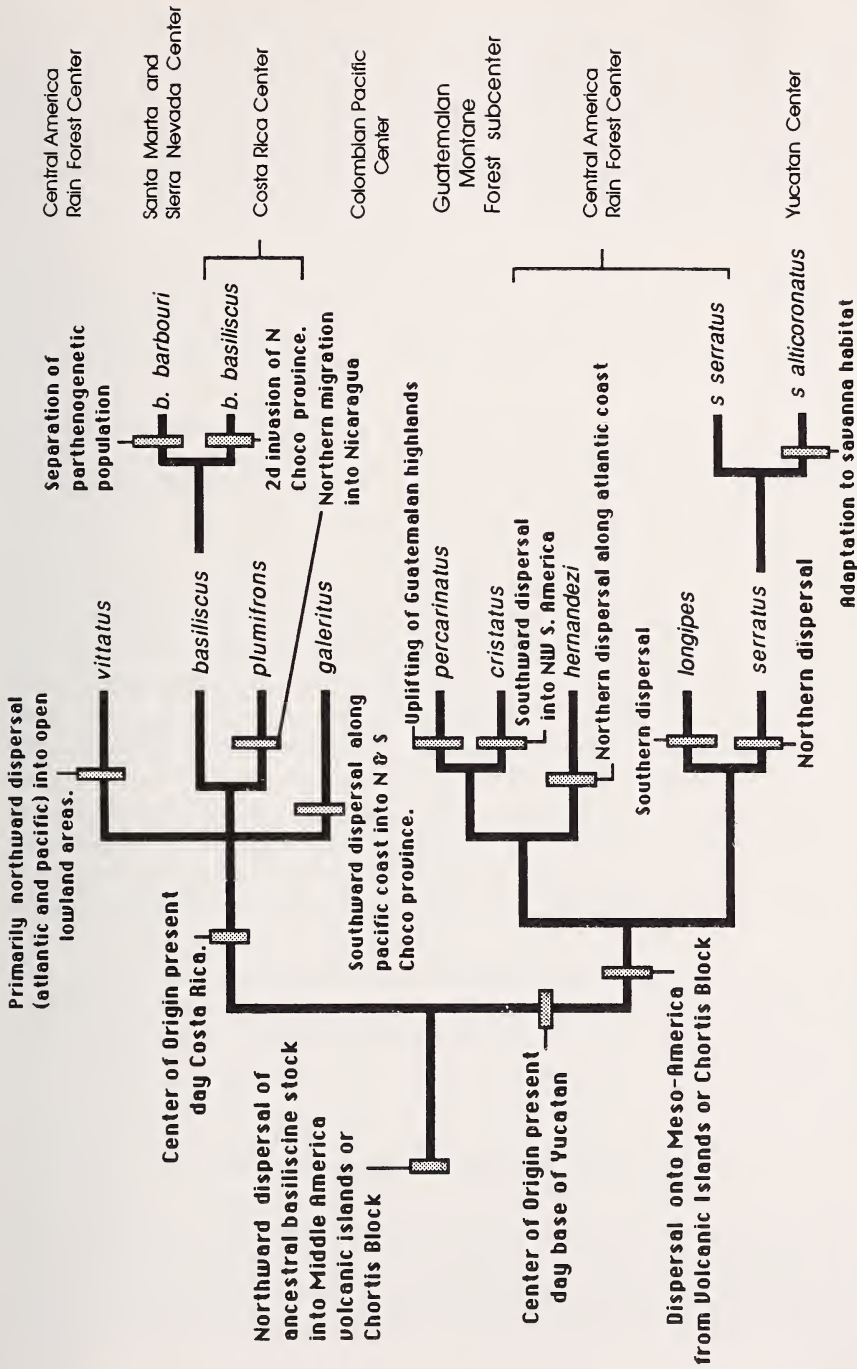 Primarily northward dispersal
(atlantic and pacific) into open
lowland areas.
Center of Origin present
day Costa Rica.
Northward dispersal of
ancestral basiliscine stock
into Middle America
volcanic islands or
Chortis Block
Center of Origin present
day base of Yucatan
Dispersal onto Meso-America
from Volcanic Islands or Chortis Block
vittatus
basiliscus
plumifrons
galeritus
Southward dispersal along
pacific coast into N & S
Choco province.
Separation of
parthenogenetic
population
b. barbouri
b. basiliscus
2d invasion of N
Choco province.
Northern migration
into Nicaragua
Uplifting of Guatemalan highlands
percarinatus
cristatus
Southward dispersal
into NW S. America
hernandezi
Northern dispersal along atlantic coast
Southern dispersal
longipes
serratus
Northern dispersal
s serratus
s alticoronatus
Adaptation to savanna habitat
Central America
Rain Forest Center
Santa Marta and
Sierra Nevada Center
Costa Rica Center
Colombian Pacific
Center
Guatemalan
Montane
Forest subcenter
Central America
Rain Forest Center
Yucatan Center